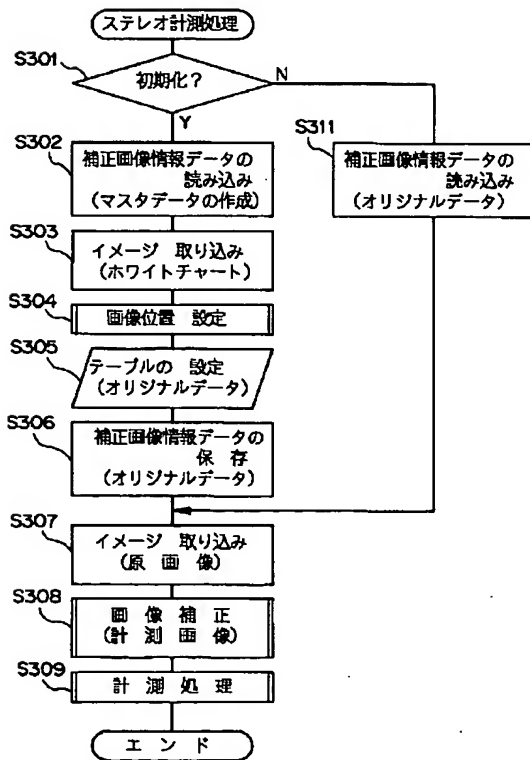 ステレオ計測処理
S301
初期化?
N
Y
S302
補正画像情報データの
読み込み
(マスタデータの作成)
S311
補正画像情報データの
読み込み
(オリジナルデータ)
S303
イメージ 取り込み
(ホワイトチャート)
S304
画像位置 設定
S305
テーブルの 設定
(オリジナルデータ)
S306
補正画像情報データの
保 存
(オリジナルデータ)
S307
イメージ 取り込み
(原 画 像)
S308
画 像 補 正
(計 測 画 像)
S309
計 測 処 理
エ ン ド